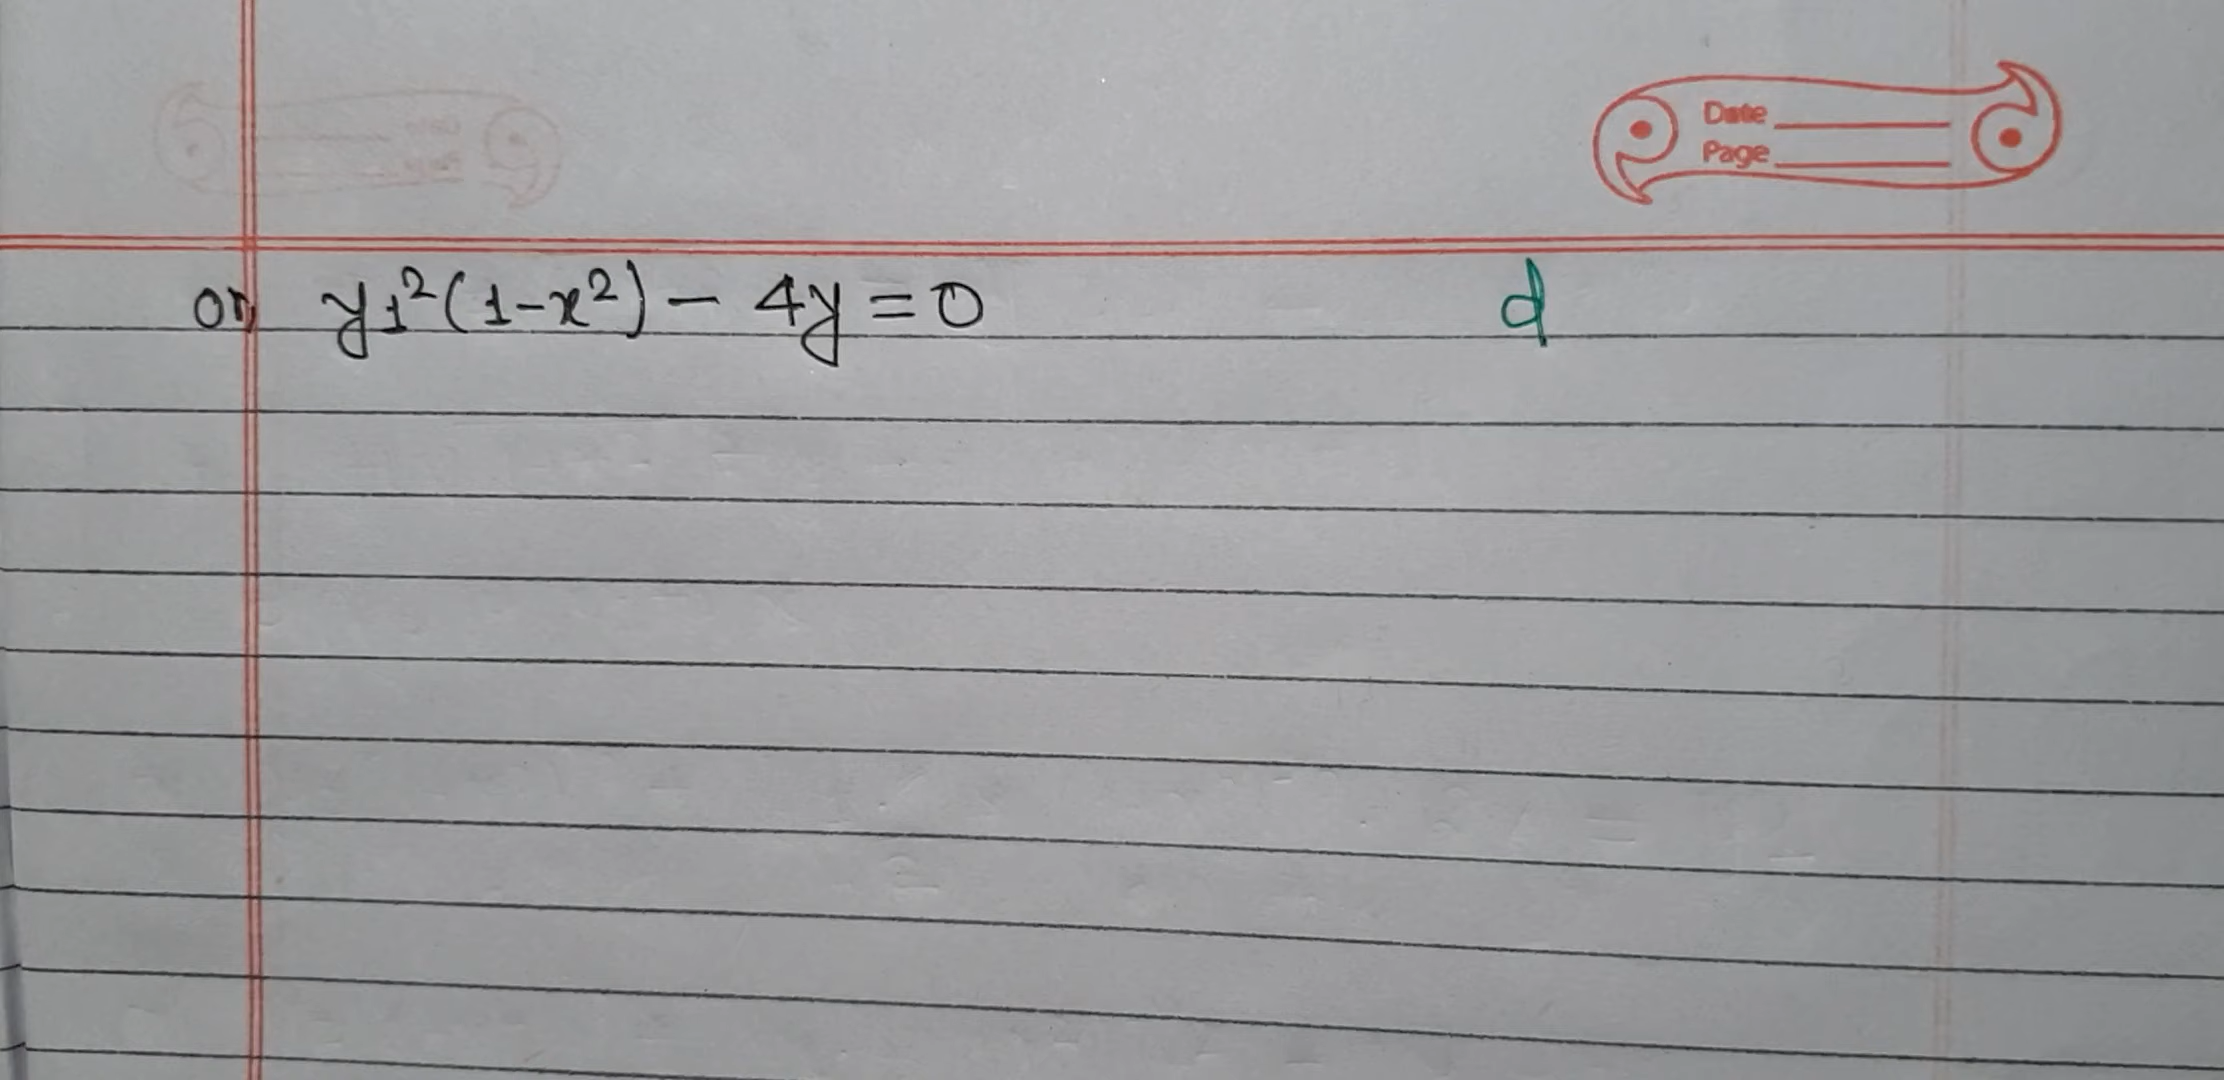 Date
Page
or, y₁²(1-x²) - 4y = 0 d